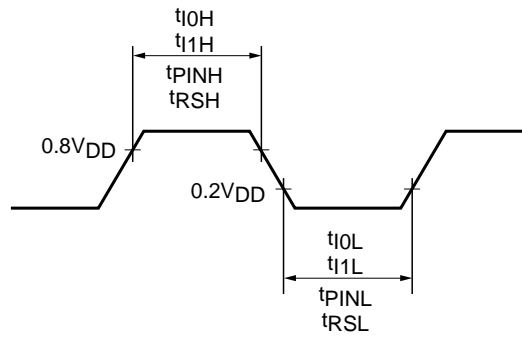 tI0H
tI1H
tPINH
tRSH
0.8VDD
0.2VDD
tI0L
tI1L
tPINL
tRSL